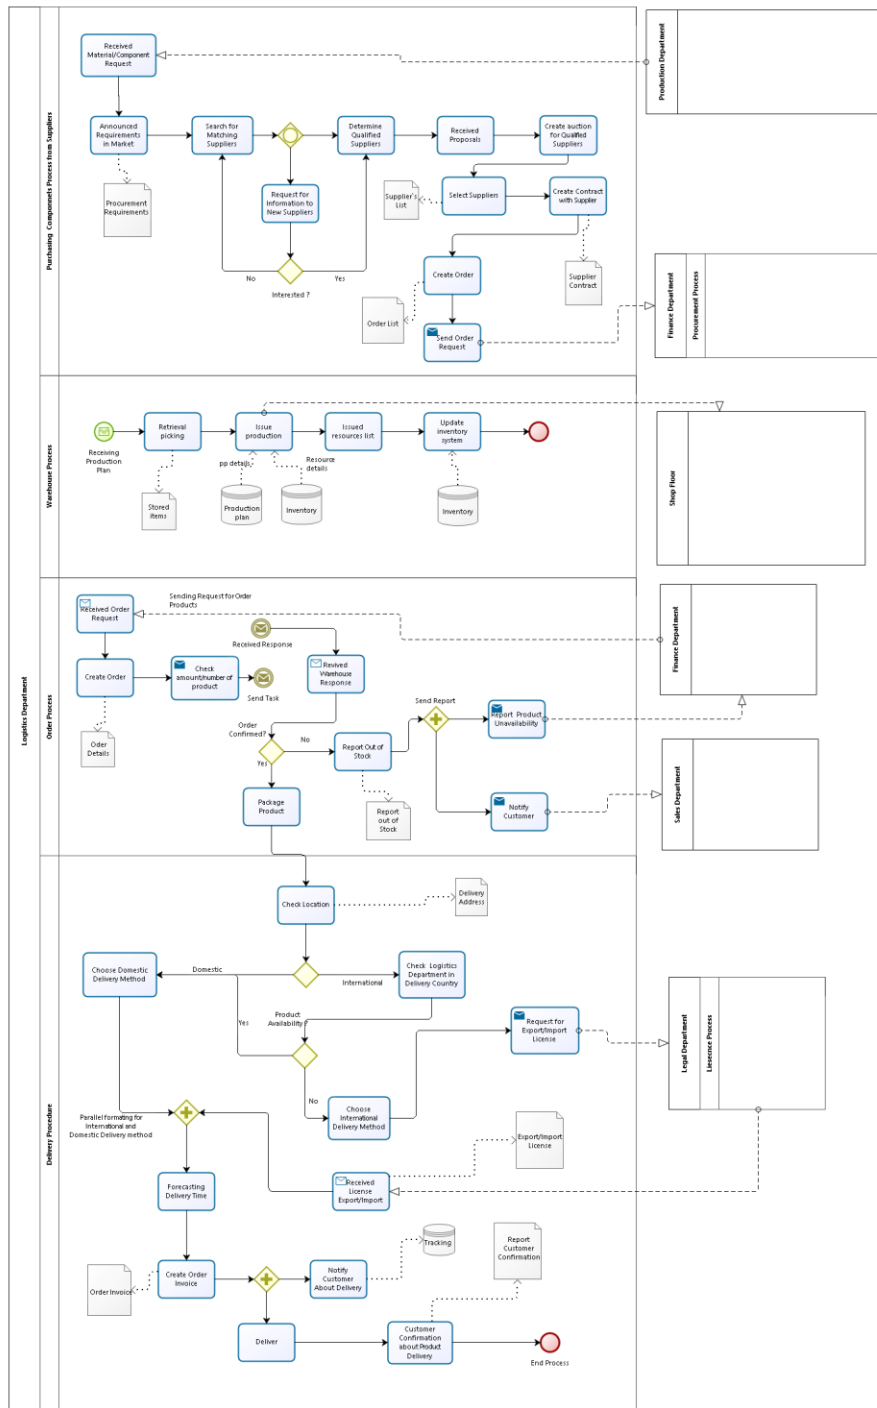 Logistics Department
Purchasing Componnets Process from Suppliers
Received
Material/Component
Request
Production Department
Announced
Requirements
in Market
Search for
Matching
Suppliers
Determine
Qualified
Suppliers
Received
Proposals
Create auction
for Qualified
Suppliers
Procurement
Requirements
Request for
Information to
New Suppliers
Supplier's
List
Select Suppliers
Create Contract
with Supplier
No
Yes
Interested ?
Create Order
Supplier
Contract
Order List
Send Order
Request
Finance Department
Procurement Process
Warehouse Process
Receiving
Production
Plan
Retrieval
picking
Issue
production
Issued
resources list
Update
inventory
system
pp details
Resource
details
Stored
items
Production
plan
Inventory
Inventory
Shop Floor
Order Process
Received Order
Request
Sending Request for Order
Products
Received Response
Create Order
Check
amount/number of
product
Send Task
Revived
Warehouse
Response
Finance Department
Oder
Details
Order
Confirmed?
No
Yes
Report Out of
Stock
Send Report
Report Product
Unavailability
Package
Product
Report
out of
Stock
Notify
Customer
Sales Department
Delivery Procedure
Check Location
Delivery
Address
Choose Domestic
Delivery Method
Domestic
International
Check Logistics
Department in
Delivery Country
Product
Availability ?
Yes
No
Request for
Export/Import
License
Legal Department
Liesecnce Process
Choose
International
Delivery Method
Parallel formating for
International and
Domestic Delivery method
Export/Import
License
Forecasting
Delivery Time
Received
License
Export/Import
Order Invoice
Create Order
Invoice
Notify
Customer
About Delivery
Tracking
Report
Customer
Confirmation
Deliver
Customer
Confirmation
about Product
Delivery
End Process